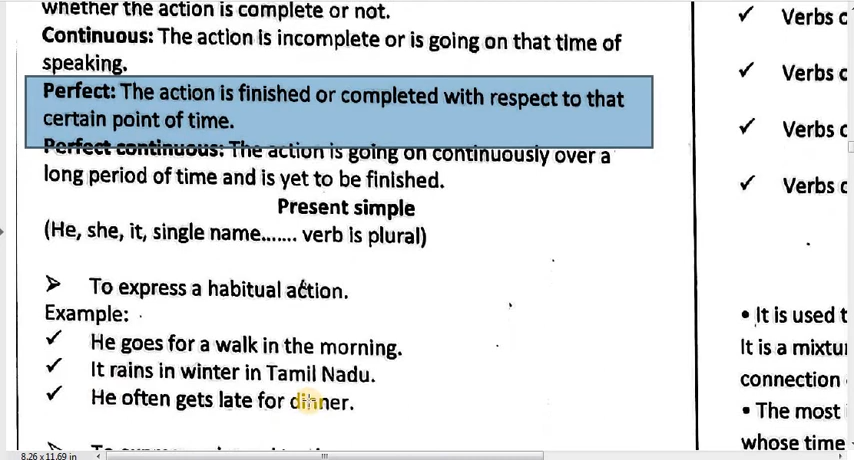 whether the action is complete or not.
Continuous: The action is incomplete or is going on that time of
speaking.
Perfect: The action is finished or completed with respect to that
certain point of time.
Perfect continuous: The action is going on continuously over a
long period of time and is yet to be finished.
Present simple
(He, she, it, single name....... verb is plural)
➢ To express a habitual action.
Example:
✓ He goes for a walk in the morning.
✓ It rains in winter in Tamil Nadu.
✓ He often gets late for dinner.
✓ Verbs
✓ Verbs
✓ Verbs
✓ Verbs
• It is used
It is a
connection
• The most
whose time
8.26 x 11.69 in